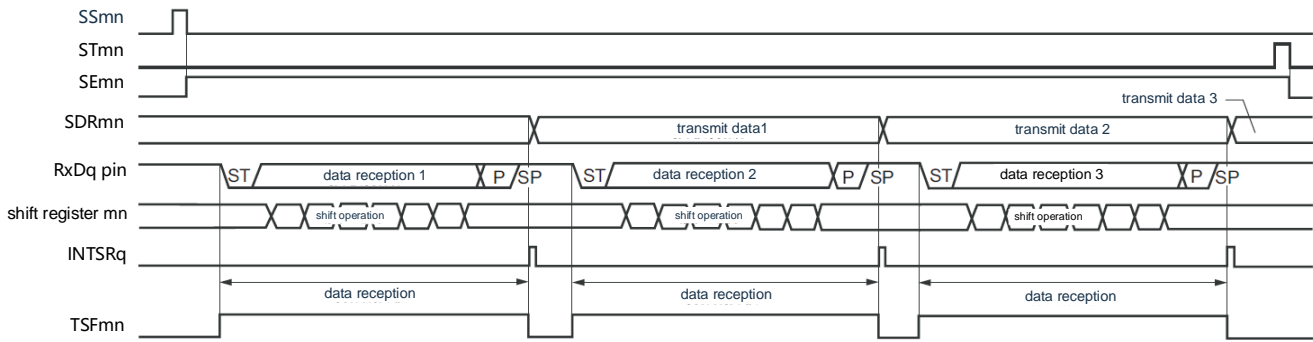 SSmn
STmn
SEmn
transmit data 3
SDRmn transmit data1 transmit data 2
RxDq pin ST data reception 1 P SP ST data reception 2 P SP ST data reception 3 P SP
shift register mn shift operation shift operation shift operation
INTSRq
data reception data reception data reception
TSFmn